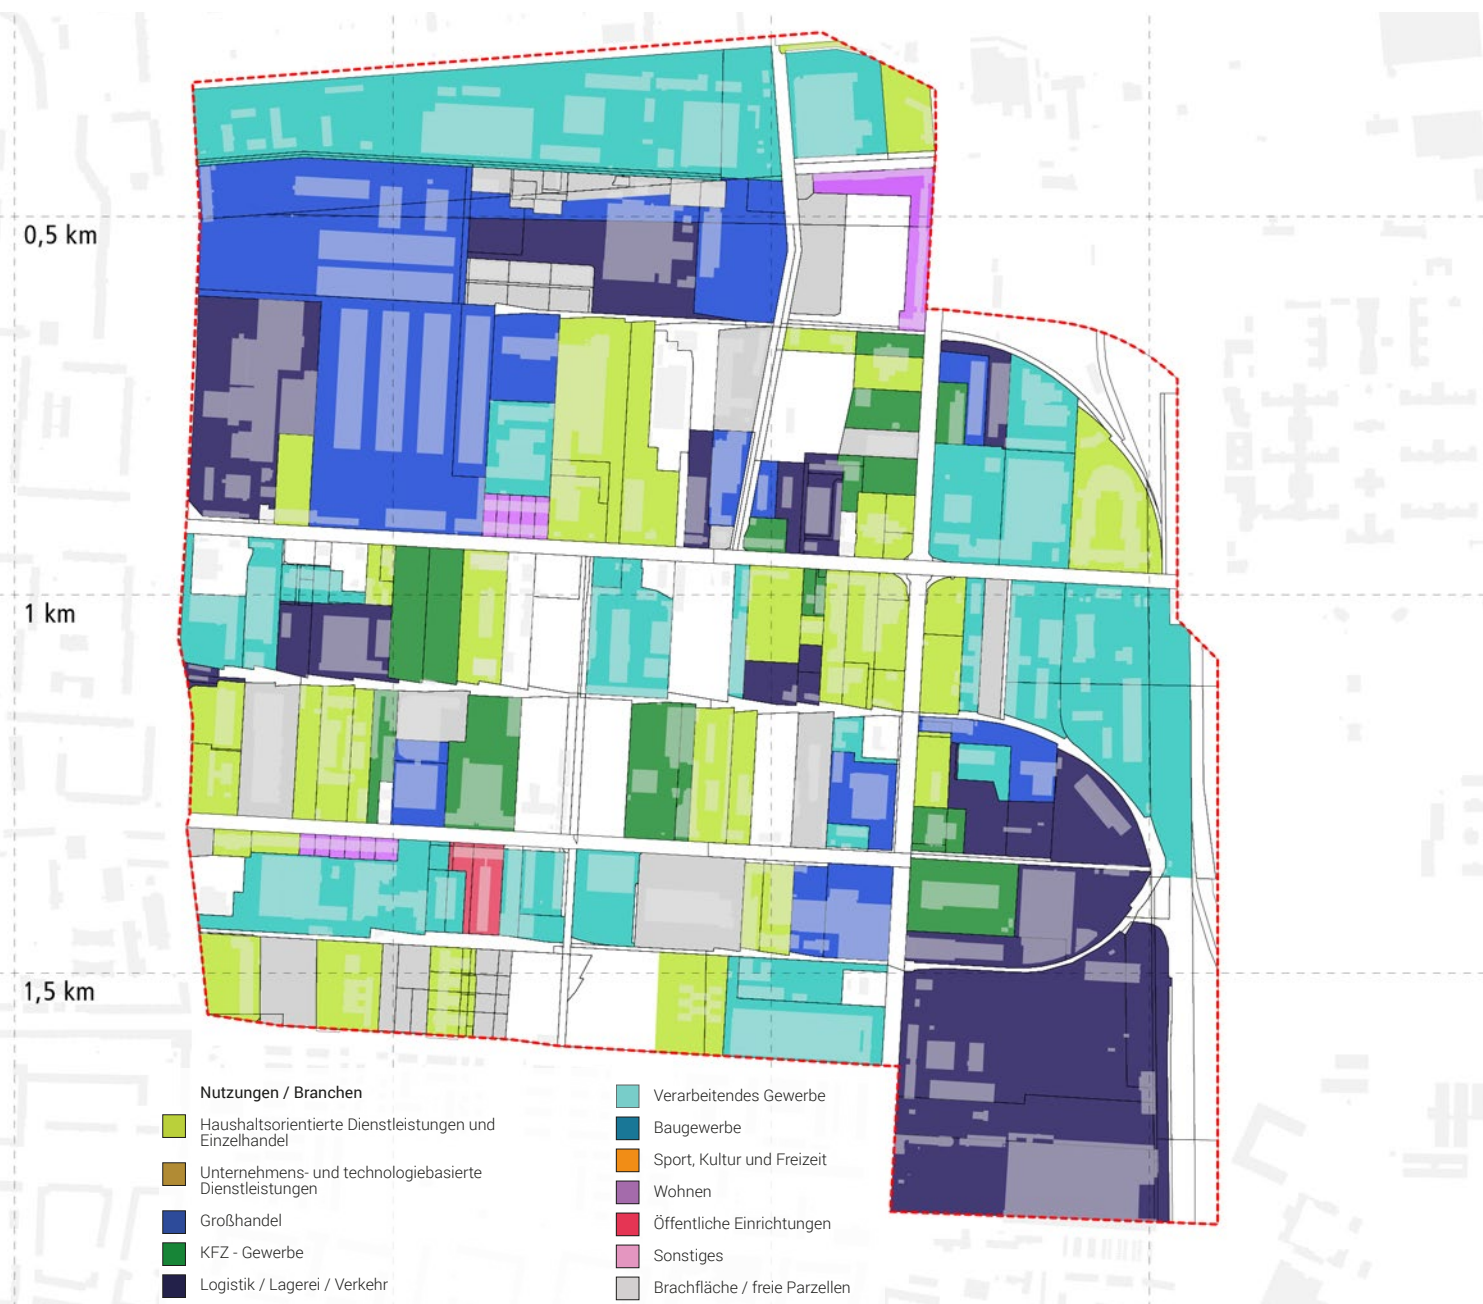 0,5 km
1 km
1,5 km
Nutzungen / Branchen
Haushaltsorientierte Dienstleistungen und
Einzelhandel
Unternehmens- und technologiebasierte
Dienstleistungen
Großhandel
KFZ - Gewerbe
Logistik / Lagerei / Verkehr
Verarbeitendes Gewerbe
Baugewerbe
Sport, Kultur und Freizeit
Wohnen
Öffentliche Einrichtungen
Sonstiges
Brachfläche / freie Parzellen